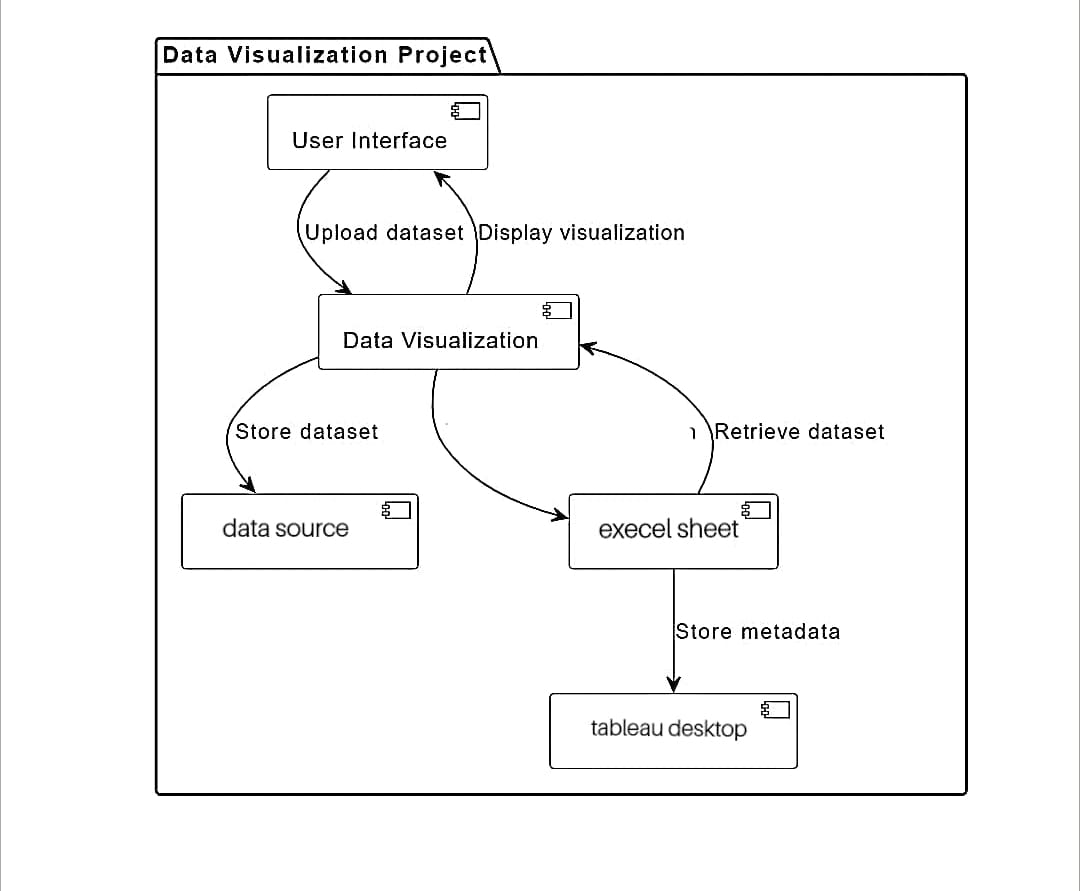 Data Visualization Project
User Interface
Upload dataset
Display visualization
Data Visualization
Store dataset
Retrieve dataset
data source
execel sheet
Store metadata
tableau desktop